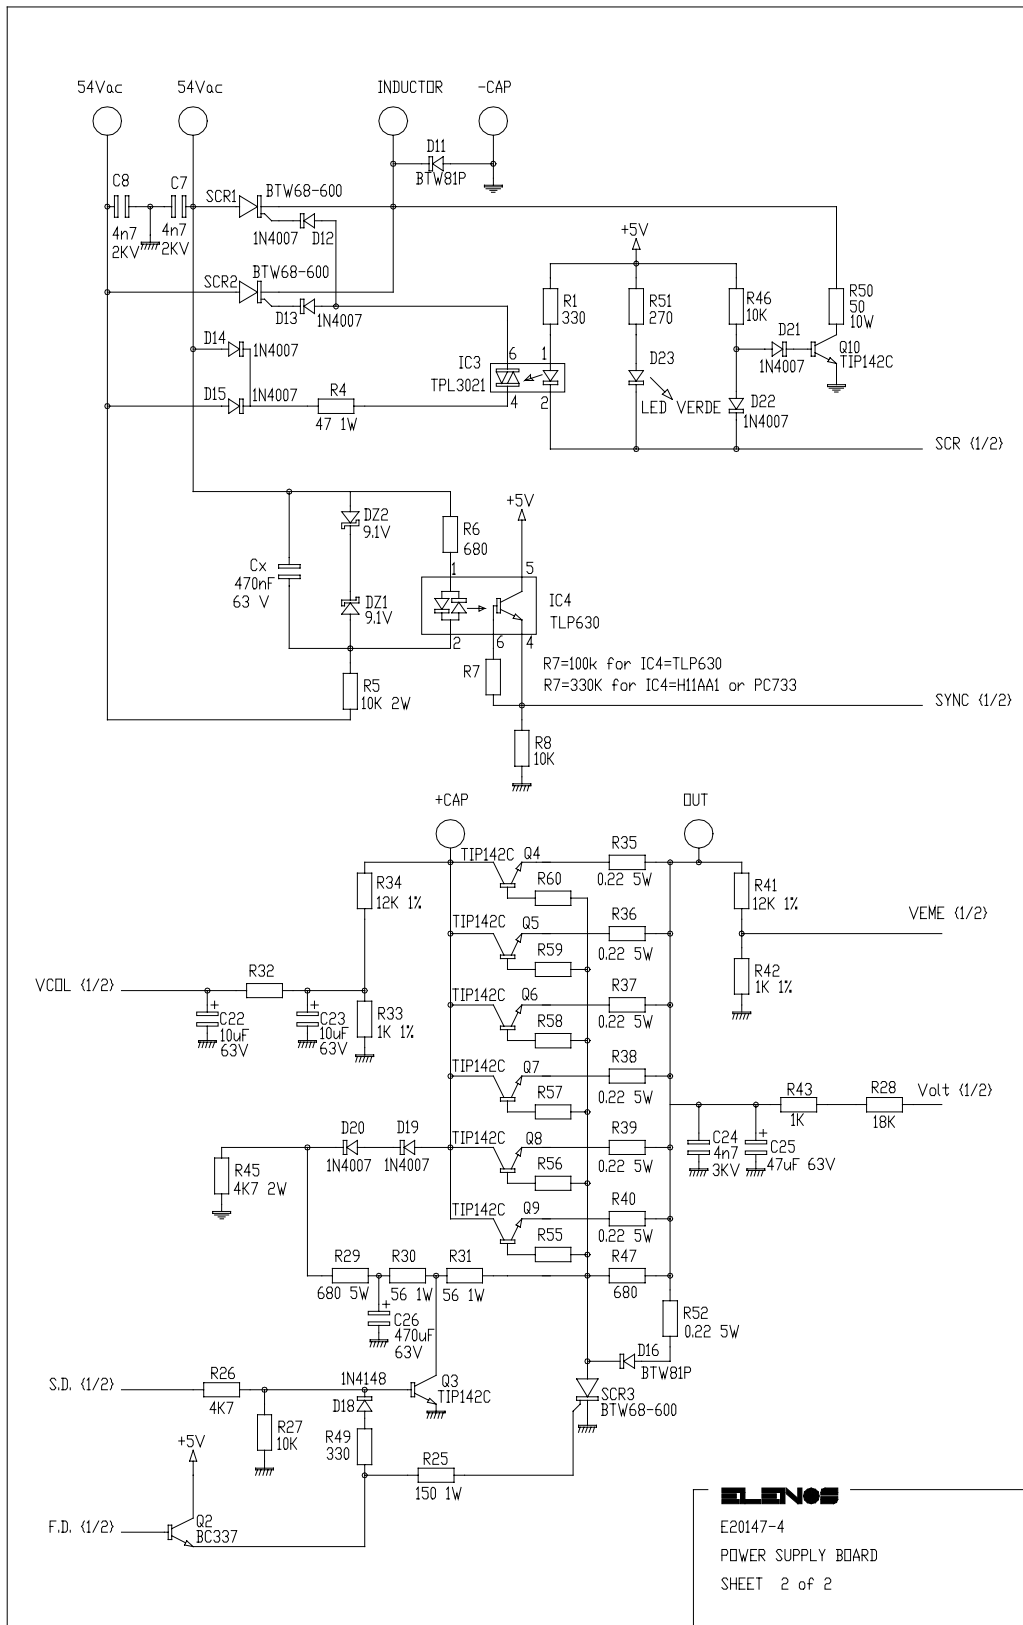 54Vac
54Vac
INDUCTOR
-CAP
D11
BTW81P
C8
4n7
2KV
C7
4n7
2KV
SCR1
BTW68-600
1N4007
D12
SCR2
BTW68-600
D13
1N4007
+5V
R1
330
R51
270
R46
10K
R50
50
10W
D21
1N4007
Q10
TIP142C
D14
1N4007
D15
1N4007
R4
47 1W
IC3
TPL3021
6
1
4
2
D23
LED VERDE
D22
1N4007
SCR (1/2)
Cx
470nF
63 V
DZ2
9.1V
DZ1
9.1V
R6
680
+5V
1
5
IC4
TLP630
2
6
4
R7
R7=100k for IC4=TLP630
R7=330K for IC4=H11AA1 or PC733
R5
10K 2W
SYNC (1/2)
R8
10K
+CAP
OUT
TIP142C
Q4
R35
0.22 5W
R60
R34
12K 1%
R41
12K 1%
TIP142C
Q5
R36
0.22 5W
R59
VEME (1/2)
VCOL (1/2)
R32
C22
10uF
63V
C23
10uF
63V
R33
1K 1%
TIP142C
Q6
R37
0.22 5W
R58
R42
1K 1%
TIP142C
Q7
R38
0.22 5W
R57
R43
1K
R28
18K
Volt (1/2)
D20
1N4007
D19
1N4007
TIP142C
Q8
R39
0.22 5W
R56
C24
4n7
3KV
C25
47uF 63V
R45
4K7 2W
TIP142C
Q9
R40
0.22 5W
R55
R29
680 5W
R30
56 1W
R31
56 1W
R47
680
C26
470uF
63V
R52
0.22 5W
D16
BTW81P
S.D. (1/2)
R26
4K7
1N4148
D18
Q3
TIP142C
SCR3
BTW68-600
R27
10K
R49
330
R25
150 1W
+5V
F.D. (1/2)
Q2
BC337
ELENOS
E20147-4
POWER SUPPLY BOARD
SHEET 2 of 2